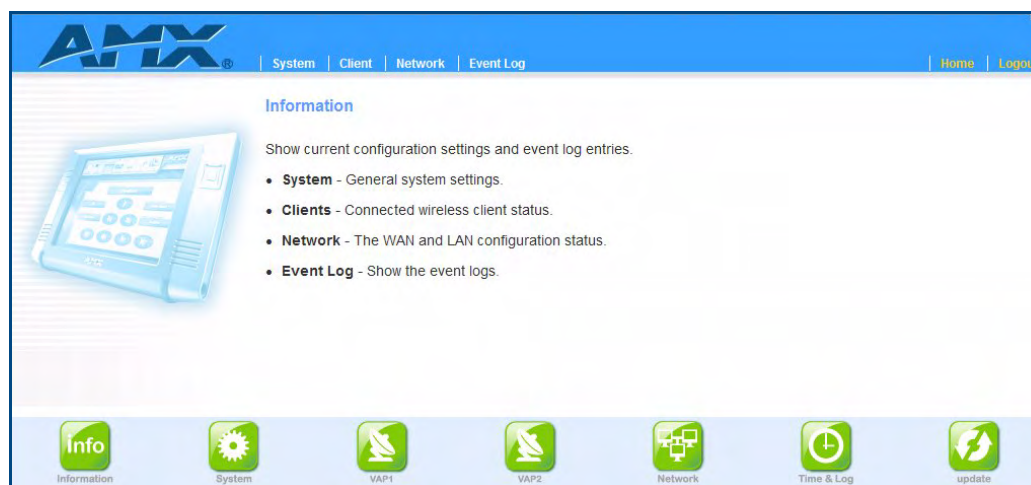 AMX®
System | Client | Network | Event Log | Home | Logou
Information
Show current configuration settings and event log entries.
• System - General system settings.
• Clients - Connected wireless client status.
• Network - The WAN and LAN configuration status.
• Event Log - Show the event logs.
info
Information System VAP1 VAP2 Network Time & Log update